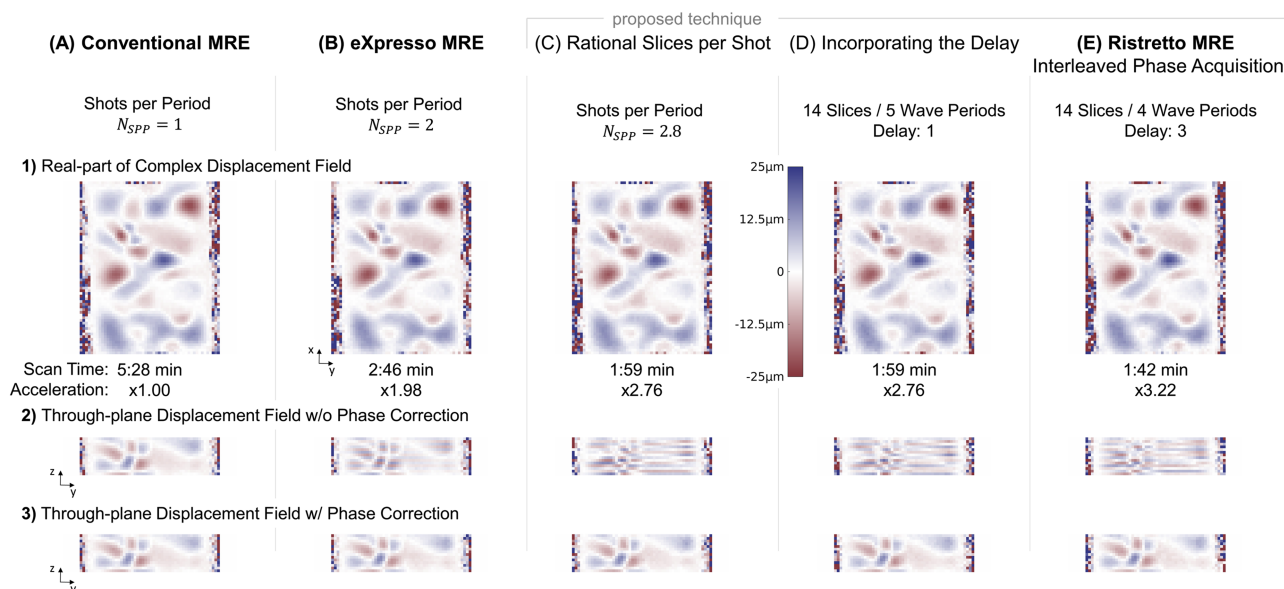 proposed technique
(A) Conventional MRE
(B) eXpresso MRE
(C) Rational Slices per Shot
(D) Incorporating the Delay
(E) Ristretto MRE
Interleaved Phase Acquisition
Shots per Period
N_SPP = 1
Shots per Period
N_SPP = 2
Shots per Period
N_SPP = 2.8
14 Slices / 5 Wave Periods
Delay: 1
14 Slices / 4 Wave Periods
Delay: 3
1) Real-part of Complex Displacement Field
25µm
12.5µm
0
-12.5µm
-25µm
x
y
Scan Time: 5:28 min
2:46 min
1:59 min
1:59 min
1:42 min
Acceleration: x1.00
x1.98
x2.76
x2.76
x3.22
2) Through-plane Displacement Field w/o Phase Correction
z
y
3) Through-plane Displacement Field w/ Phase Correction
z
y